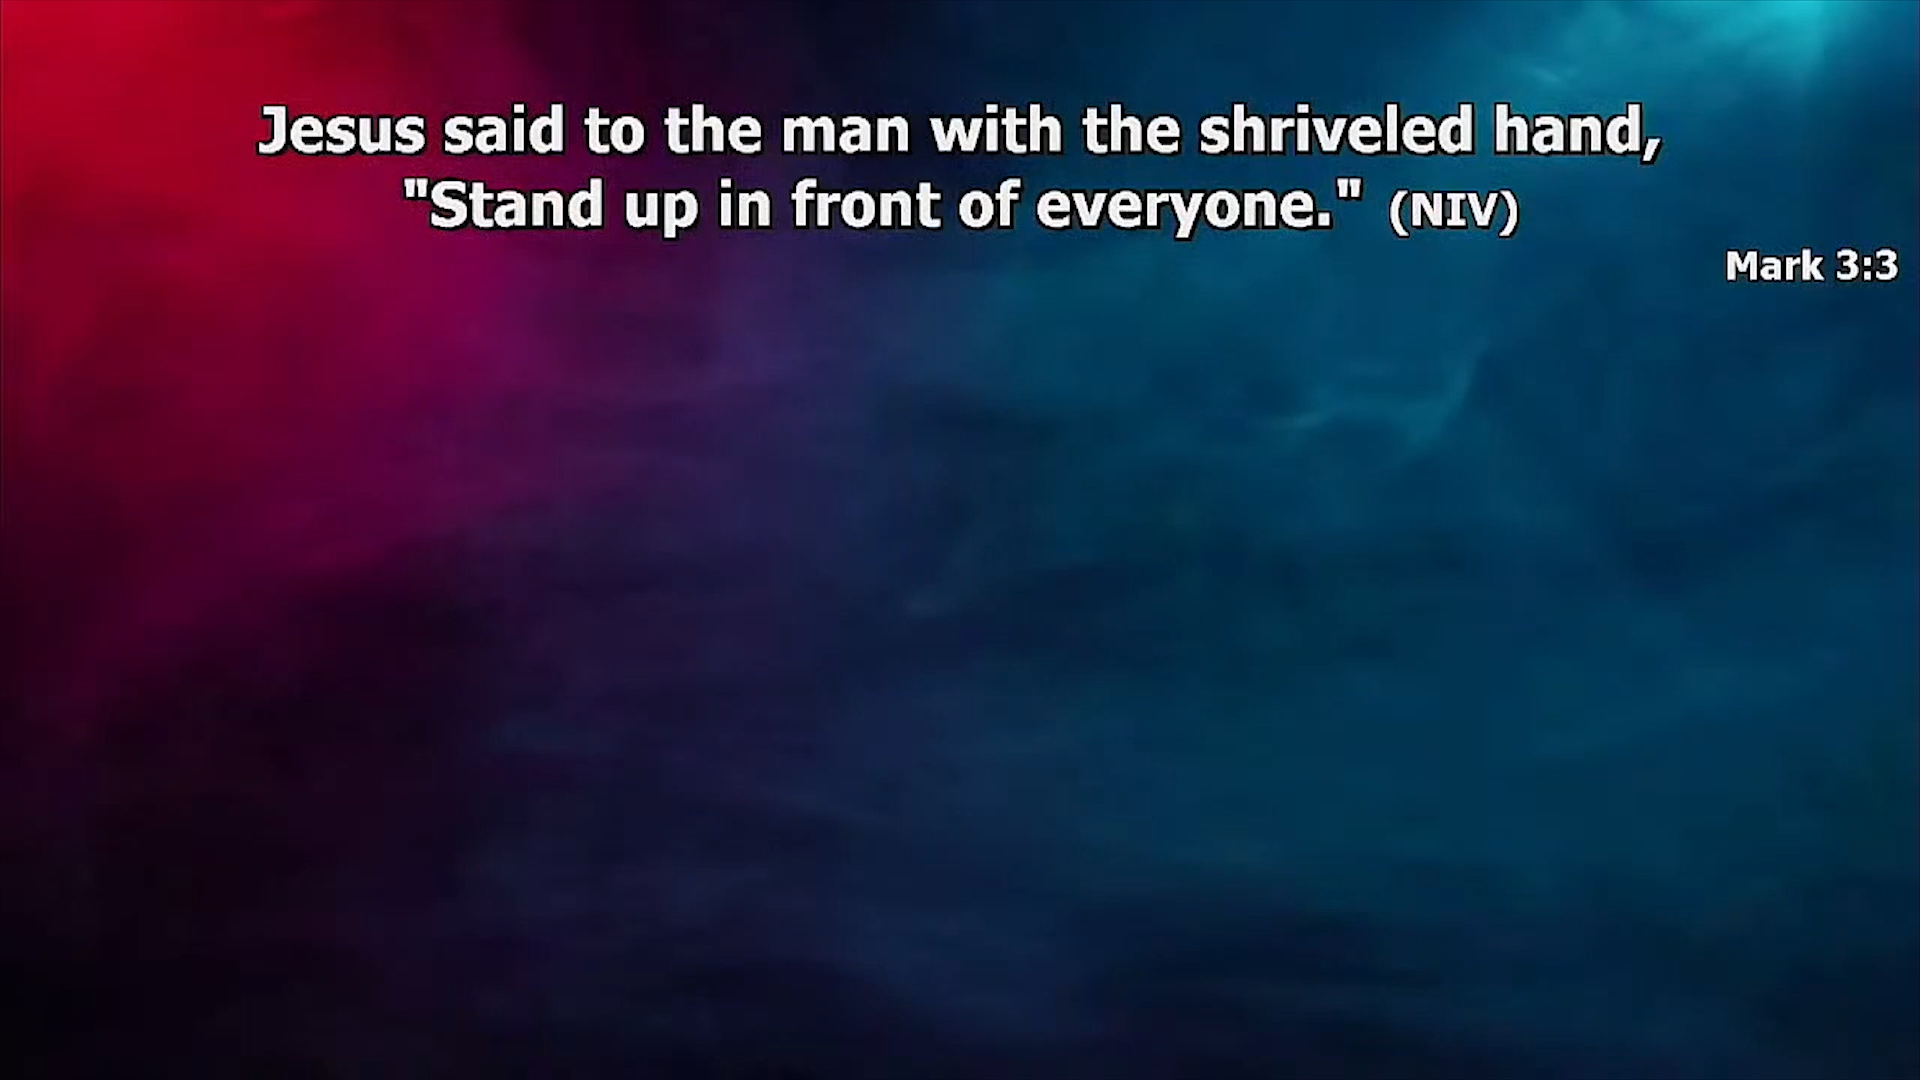 Jesus said to the man with the shriveled hand,
"Stand up in front of everyone." (NIV)
Mark 3:3